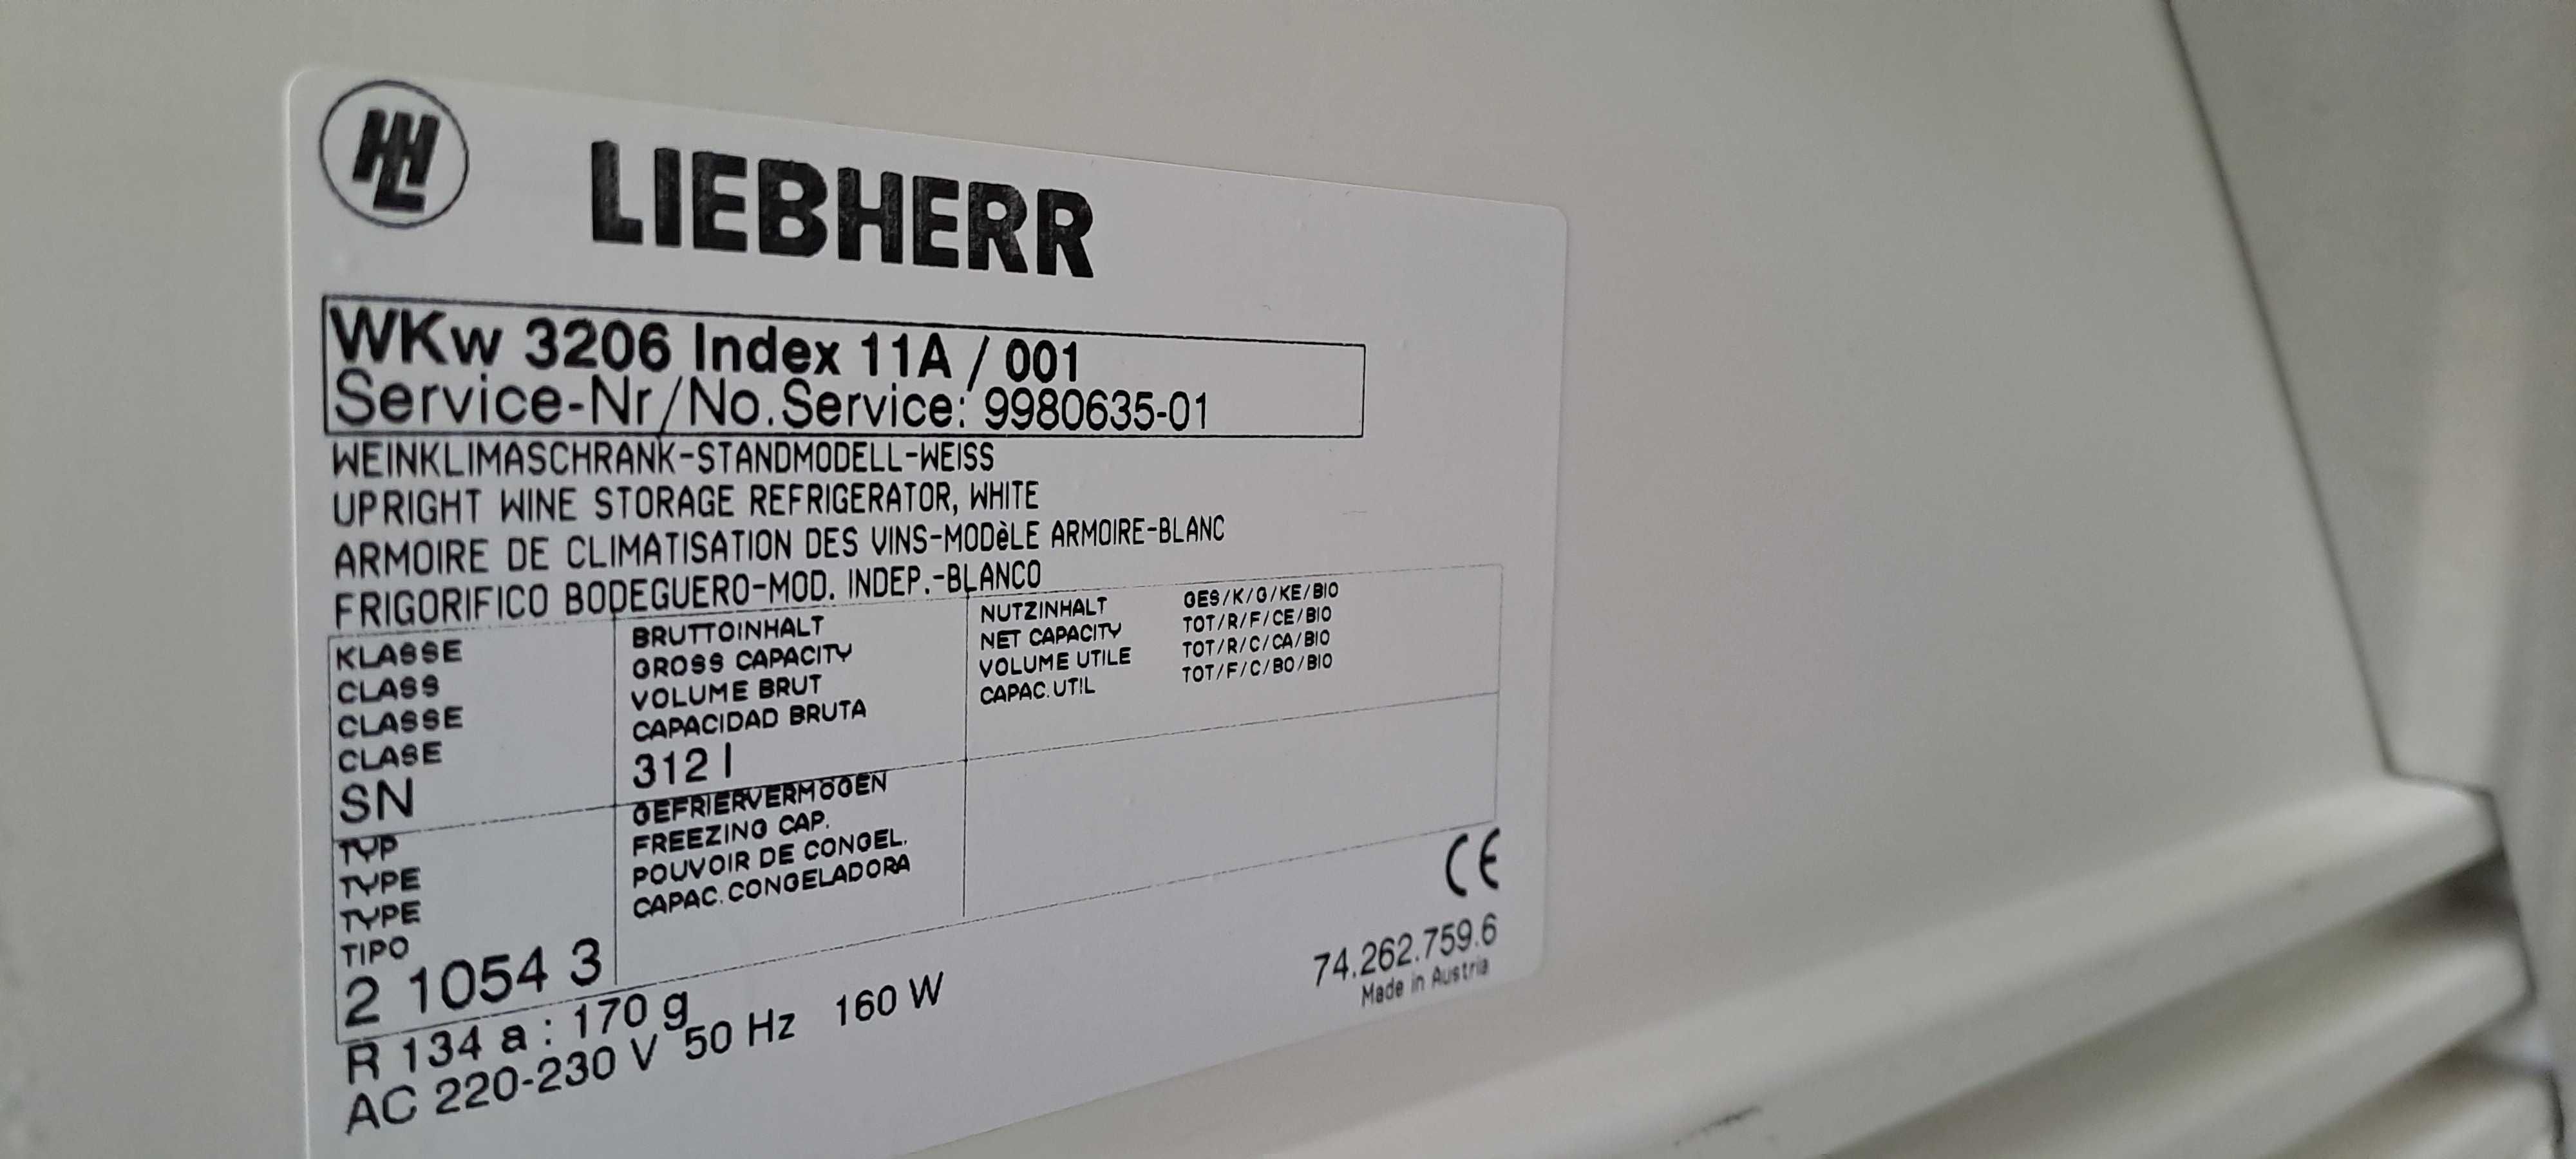 LIEBHERR
WKw 3206 Index 11A / 001
Service-Nr/No.Service: 9980635-01
WEINKLIMASCHRANK-STANDMODELL-WEISS
UPRIGHT WINE STORAGE REFRIGERATOR, WHITE
ARMOIRE DE CLIMATISATION DES VINS-MODèLE ARMOIRE-BLANC
FRIGORIFICO BODEGUERO-MOD. INDEP.-BLANCO
KLASSE
CLASS
CLASSE
CLASE
SN
BRUTTOINHALT
GROSS CAPACITY
VOLUME BRUT
CAPACIDAD BRUTA
312 l
NUTZINHALT GES/K/G/KE/BIO
NET CAPACITY TOT/R/F/CE/BIO
VOLUME UTILE TOT/R/C/CA/BIO
CAPAC.UTIL TOT/F/C/BO/BIO
TYP
TYPE
TYPE
TIPO
2 1054 3
GEFRIERVERMÖGEN
FREEZING CAP.
POUVOIR DE CONGEL.
CAPAC.CONGELADORA
R 134 a : 170 g
AC 220-230 V 50 Hz 160 W
CE
74.262.759.6
Made in Austria